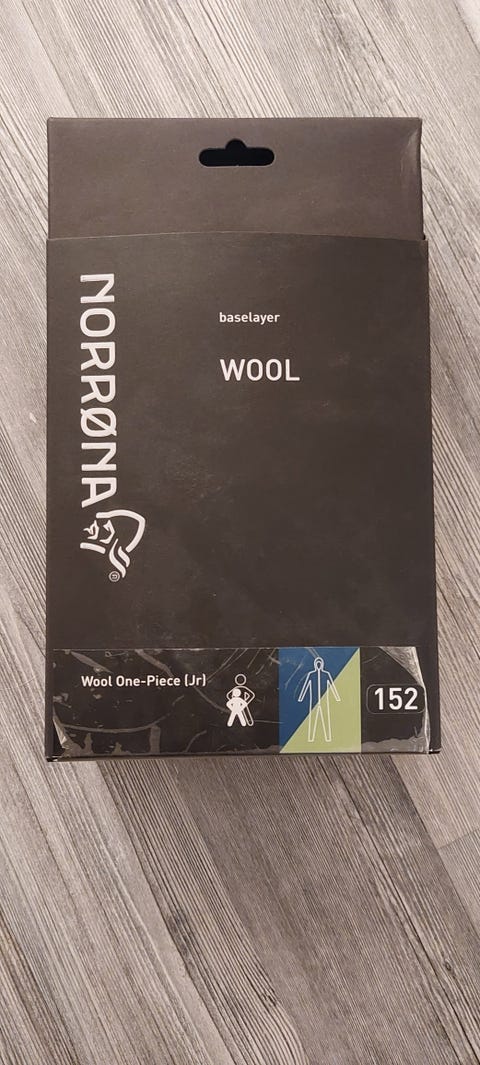 NORRØNA
®
baselayer
WOOL
Wool One-Piece (Jr)
152